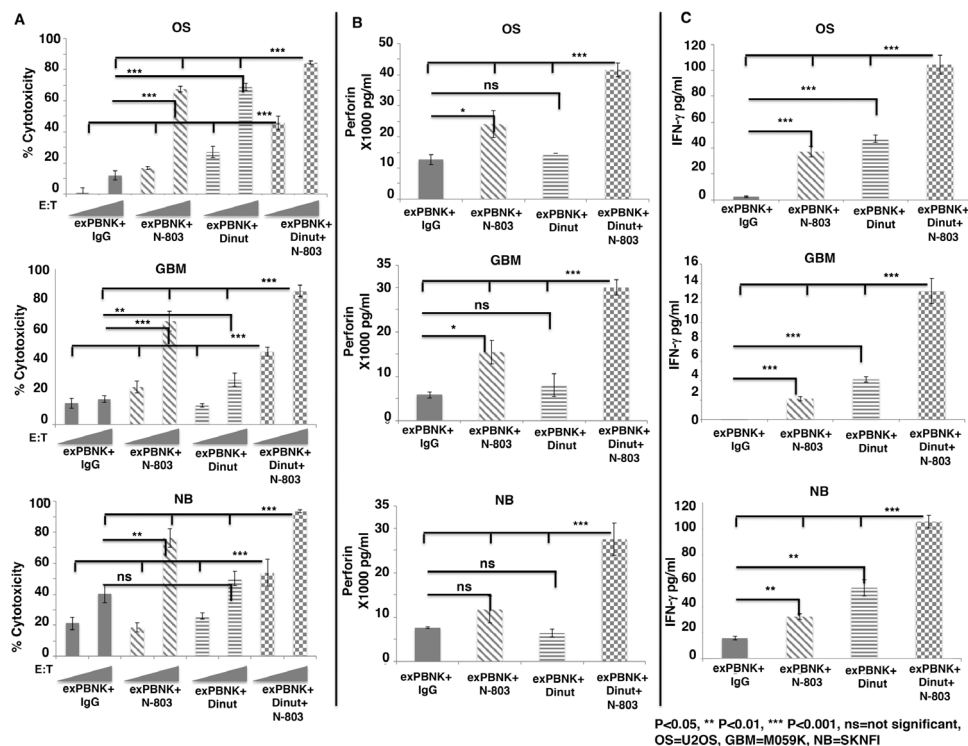 A
OS
% Cytotoxicity
100
80
60
40
20
0
***
***
***
***
E:T
exPBNK+
IgG
exPBNK+
N-803
exPBNK+
Dinut
exPBNK+
Dinut+
N-803
GBM
% Cytotoxicity
100
80
60
40
20
0
***
**
***
***
E:T
exPBNK+
IgG
exPBNK+
N-803
exPBNK+
Dinut
exPBNK+
Dinut+
N-803
NB
% Cytotoxicity
100
80
60
40
20
0
***
**
***
ns
E:T
exPBNK+
IgG
exPBNK+
N-803
exPBNK+
Dinut
exPBNK+
Dinut+
N-803
B
OS
Perforin
X1000 pg/ml
50
40
30
20
10
0
***
ns
*
exPBNK+
IgG
exPBNK+
N-803
exPBNK+
Dinut
exPBNK+
Dinut+
N-803
GBM
Perforin
X1000 pg/ml
35
30
25
20
15
10
5
0
***
ns
*
exPBNK+
IgG
exPBNK+
N-803
exPBNK+
Dinut
exPBNK+
Dinut+
N-803
NB
Perforin
X1000 pg/ml
35
30
20
10
0
***
ns
ns
exPBNK+
IgG
exPBNK+
N-803
exPBNK+
Dinut
exPBNK+
Dinut+
N-803
C
OS
IFN-γ pg/ml
120
100
80
60
40
20
0
***
***
***
exPBNK+
IgG
exPBNK+
N-803
exPBNK+
Dinut
exPBNK+
Dinut+
N-803
GBM
IFN-γ pg/ml
16
14
12
10
8
6
4
2
0
***
***
***
exPBNK+
IgG
exPBNK+
N-803
exPBNK+
Dinut
exPBNK+
Dinut+
N-803
NB
IFN-γ pg/ml
120
100
80
60
40
20
0
***
**
**
exPBNK+
IgG
exPBNK+
N-803
exPBNK+
Dinut
exPBNK+
Dinut+
N-803
P<0.05, ** P<0.01, *** P<0.001, ns=not significant,
OS=U2OS, GBM=M059K, NB=SKNFI